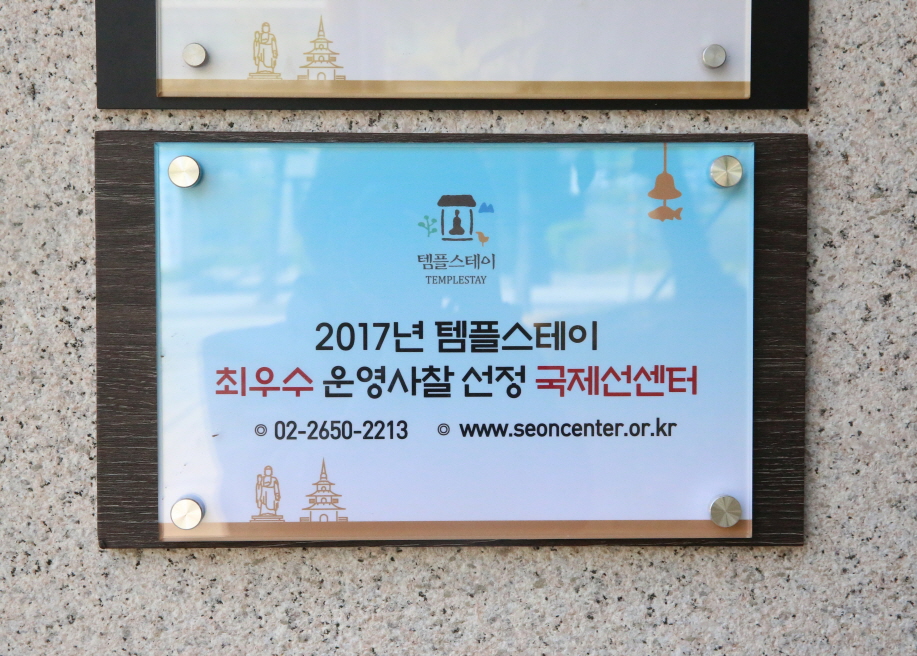 템플스테이
TEMPLESTAY
2017년 템플스테이
최우수 운영사찰 선정 국제선센터
◎ 02-2650-2213 ◎ www.seoncenter.or.kr